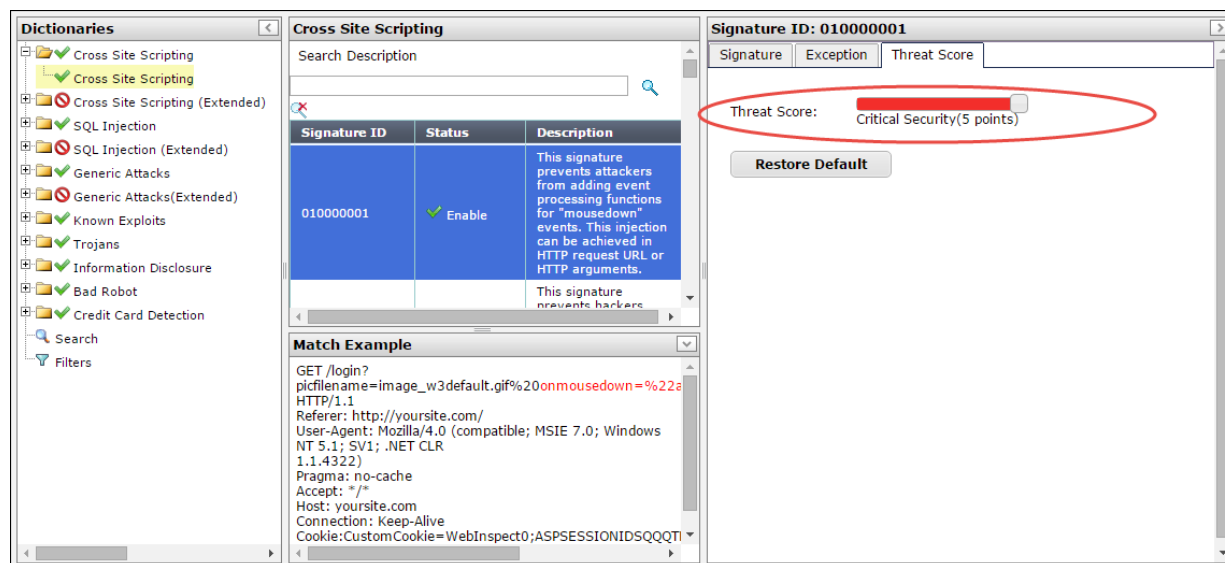 Dictionaries
Cross Site Scripting
Cross Site Scripting
Cross Site Scripting (Extended)
SQL Injection
SQL Injection (Extended)
Generic Attacks
Generic Attacks(Extended)
Known Exploits
Trojans
Information Disclosure
Bad Robot
Credit Card Detection
Search
Filters
Cross Site Scripting
Search Description
Signature ID Status Description
010000001 Enable
This signature
prevents attackers
from adding event
processing functions
for "mousedown"
events. This injection
can be achieved in
HTTP request URL or
HTTP arguments.
This signature
prevents hackers
Match Example
GET /login?
picfilename=image_w3default.gif%20onmousedown=%22a
HTTP/1.1
Referer: http://yoursite.com/
User-Agent: Mozilla/4.0 (compatible; MSIE 7.0; Windows
NT 5.1; SV1; .NET CLR
1.1.4322)
Pragma: no-cache
Accept: */*
Host: yoursite.com
Connection: Keep-Alive
Cookie:CustomCookie=WebInspect0;ASPSESSIONIDSQQQT
Signature ID: 010000001
Signature Exception Threat Score
Threat Score:
Critical Security(5 points)
Restore Default